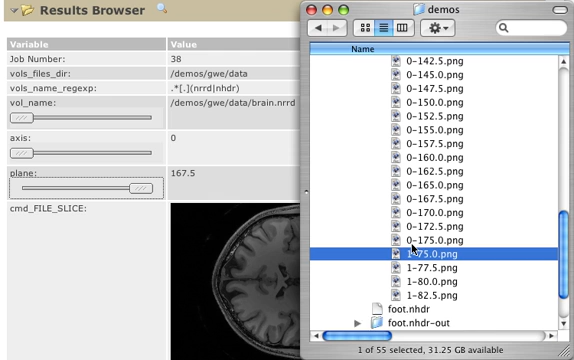 Results Browser
Variable Value
Job Number: 38
vols_files_dir: /demos/gwe/data
vols_name_regexp: .*[.](nrrd|nhdr)
vol_name: /demos/gwe/data/brain.nrrd
axis: 0
plane: 167.5
cmd_FILE_SLICE:
demos
Name
0-142.5.png
0-145.0.png
0-147.5.png
0-150.0.png
0-152.5.png
0-155.0.png
0-157.5.png
0-160.0.png
0-162.5.png
0-165.0.png
0-167.5.png
0-170.0.png
0-172.5.png
0-175.0.png
1-75.0.png
1-77.5.png
1-80.0.png
1-82.5.png
foot.nhdr
foot.nhdr-out
1 of 55 selected, 31.25 GB available